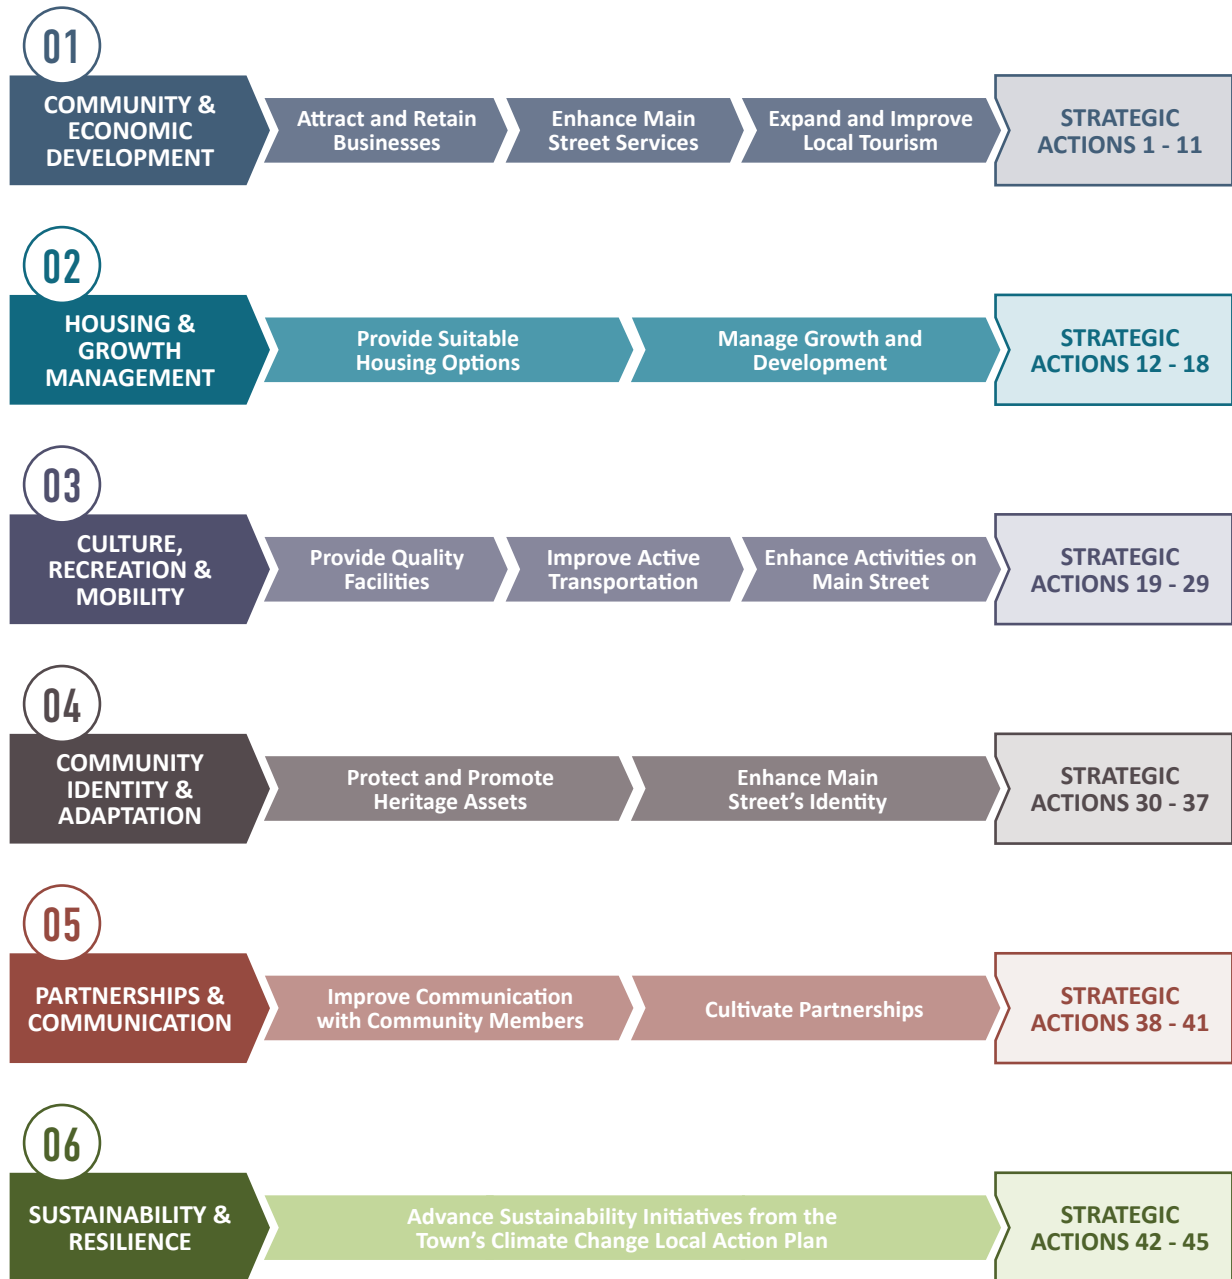 01
COMMUNITY &
ECONOMIC
DEVELOPMENT
Attract and Retain
Businesses
Enhance Main
Street Services
Expand and Improve
Local Tourism
STRATEGIC
ACTIONS 1 - 11
02
HOUSING &
GROWTH
MANAGEMENT
Provide Suitable
Housing Options
Manage Growth and
Development
STRATEGIC
ACTIONS 12 - 18
03
CULTURE,
RECREATION &
MOBILITY
Provide Quality
Facilities
Improve Active
Transportation
Enhance Activities on
Main Street
STRATEGIC
ACTIONS 19 - 29
04
COMMUNITY
IDENTITY &
ADAPTATION
Protect and Promote
Heritage Assets
Enhance Main
Street's Identity
STRATEGIC
ACTIONS 30 - 37
05
PARTNERSHIPS &
COMMUNICATION
Improve Communication
with Community Members
Cultivate Partnerships
STRATEGIC
ACTIONS 38 - 41
06
SUSTAINABILITY &
RESILIENCE
Advance Sustainability Initiatives from the
Town's Climate Change Local Action Plan
STRATEGIC
ACTIONS 42 - 45